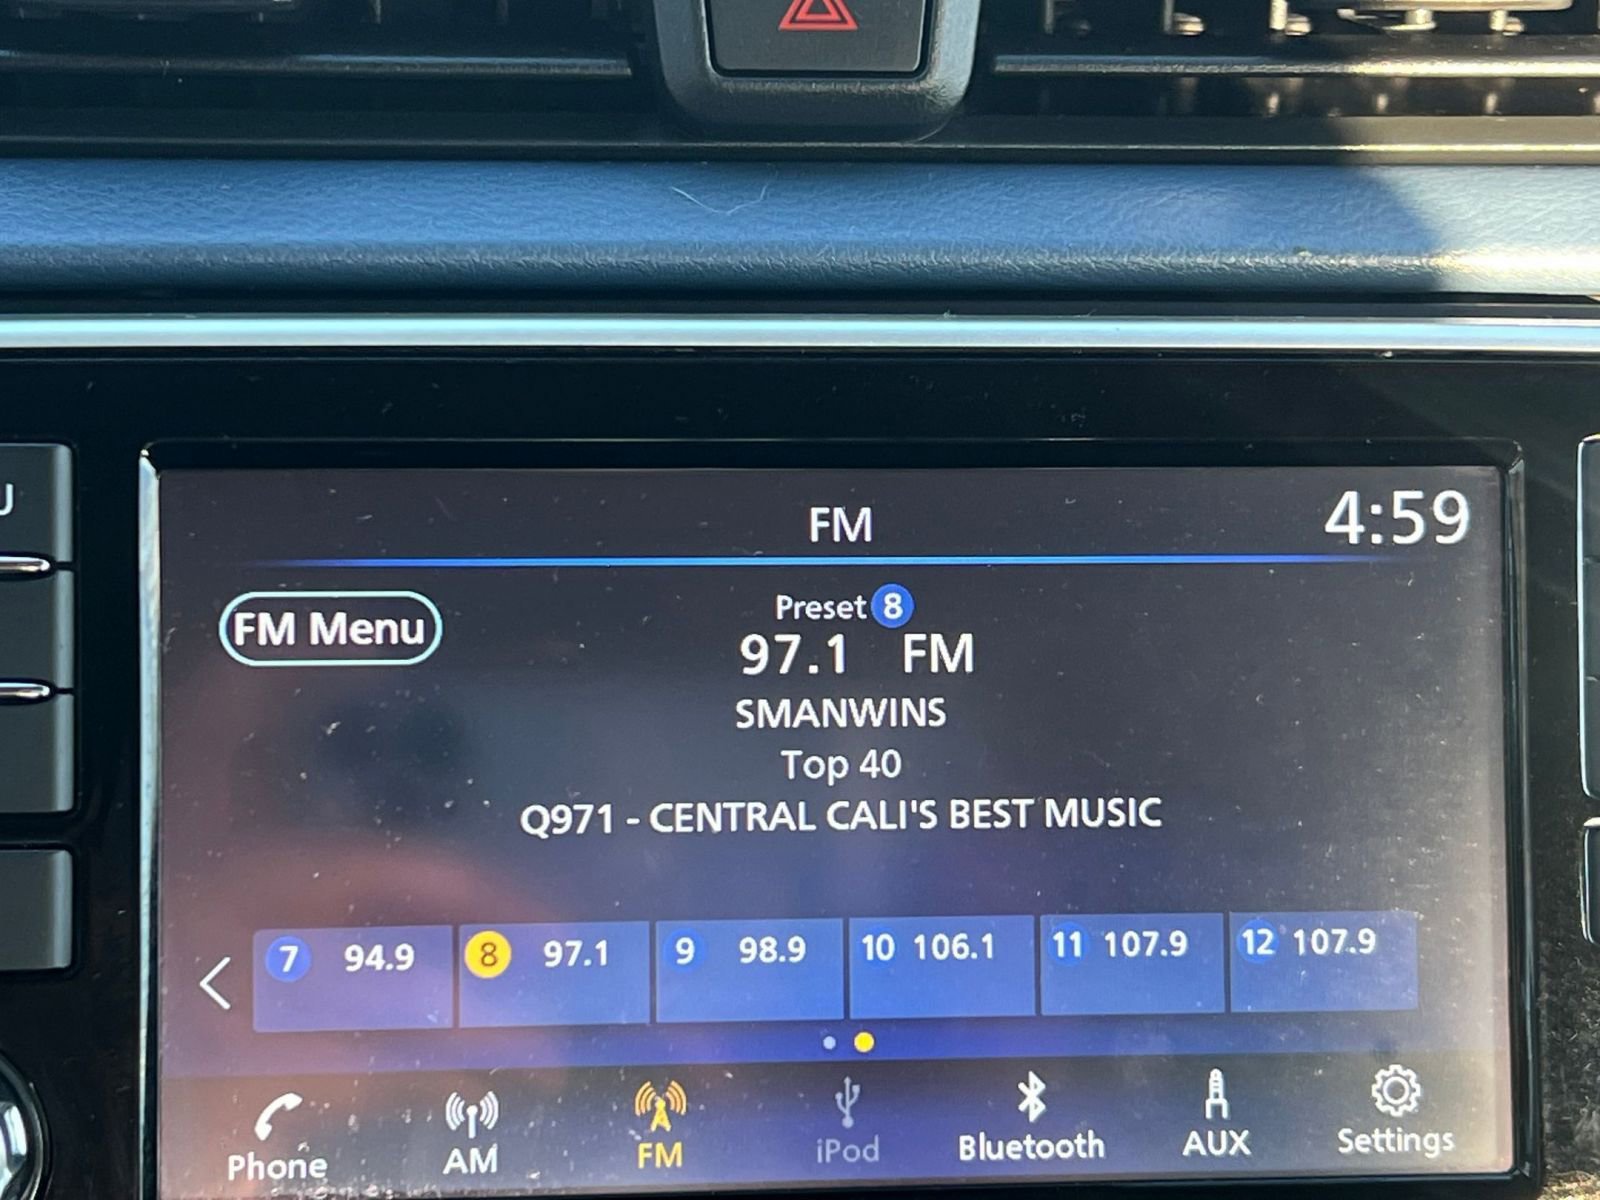 FM
4:59
FM Menu
Preset 8
97.1 FM
SMANWINS
Top 40
Q971 - CENTRAL CALI'S BEST MUSIC
7 94.9 8 97.1 9 98.9 10 106.1 11 107.9 12 107.9
Phone AM FM iPod Bluetooth AUX Settings